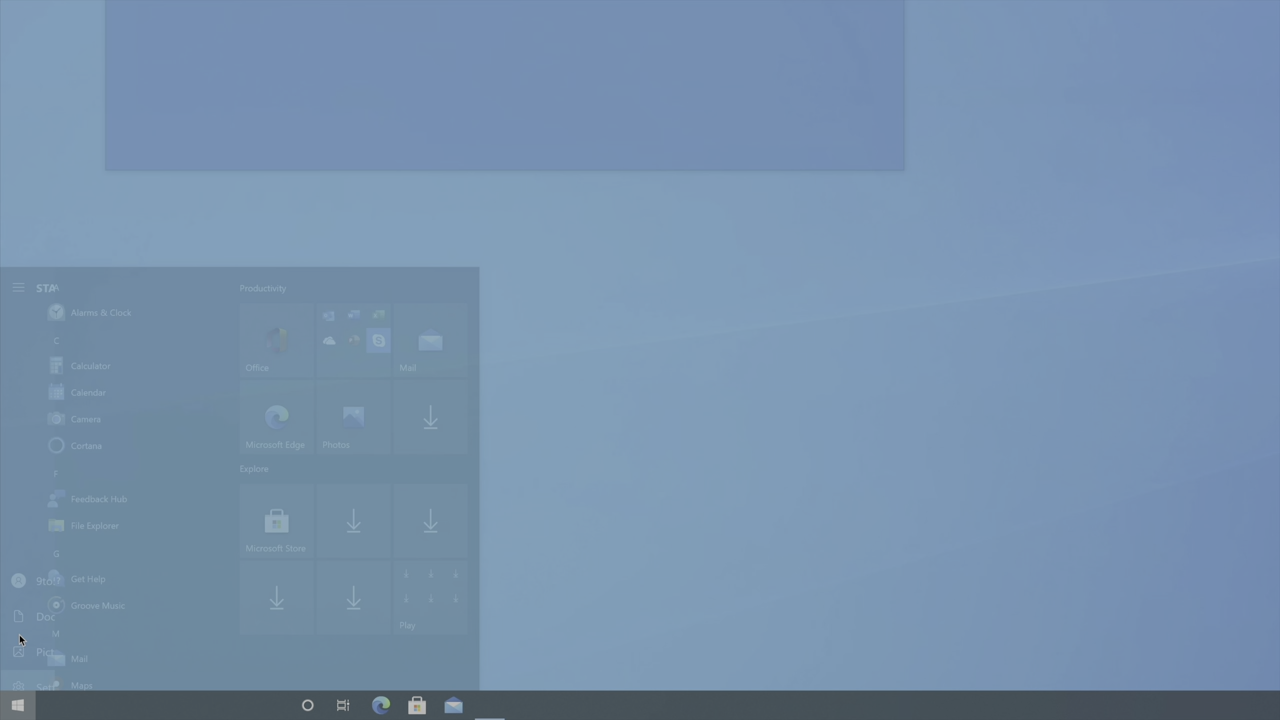 STA
Alarms & Clock
C
Calculator
Calendar
Camera
Cortana
F
Feedback Hub
File Explorer
G
Get Help
Groove Music
M
Mail
Maps
Doc
Pict
Productivity
Office
Mail
Microsoft Edge
Photos
Explore
Microsoft Store
Play